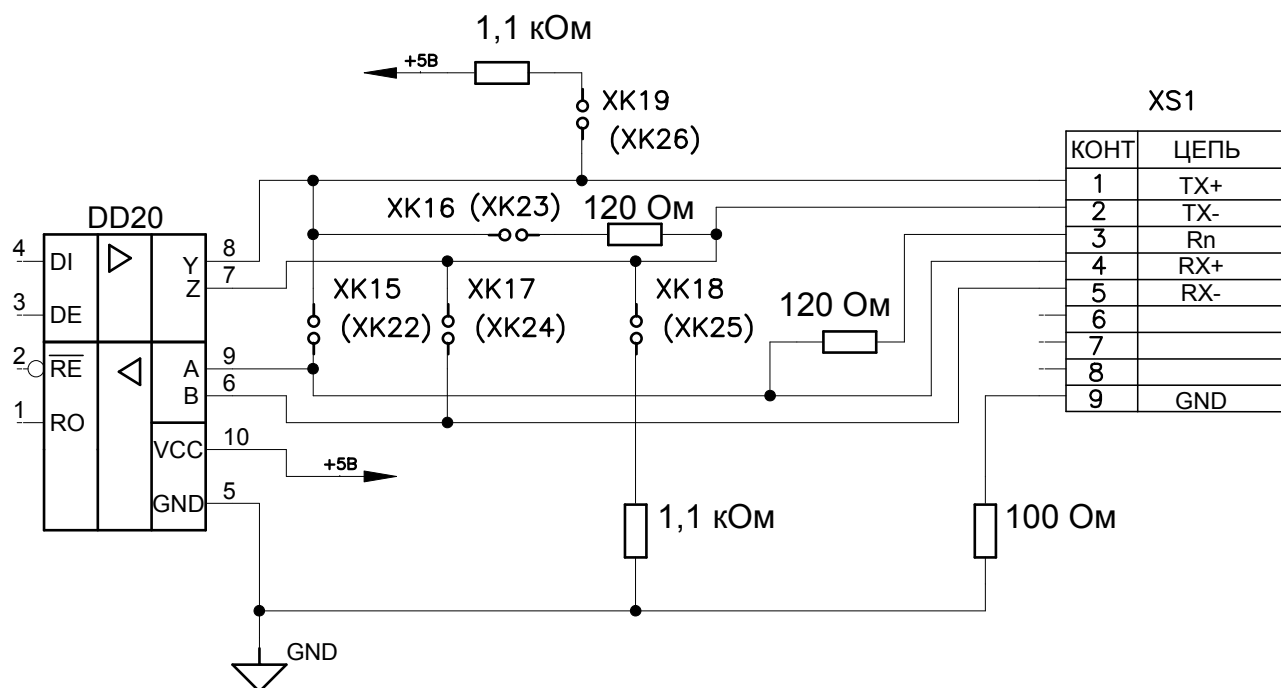 1,1 кОм
+5В
XK19
(XK26)
XS1
КОНТ ЦЕПЬ
1 TX+
2 TX-
3 Rn
4 RX+
5 RX-
6
7
8
9 GND
XK16 (XK23) 120 Ом
DD20
4 DI
3 DE
2 RE
1 RO
Y 8
Z 7
A 9
B 6
VCC 10
GND 5
XK15
(XK22)
XK17
(XK24)
XK18
(XK25)
120 Ом
+5В
1,1 кОм
100 Ом
GND